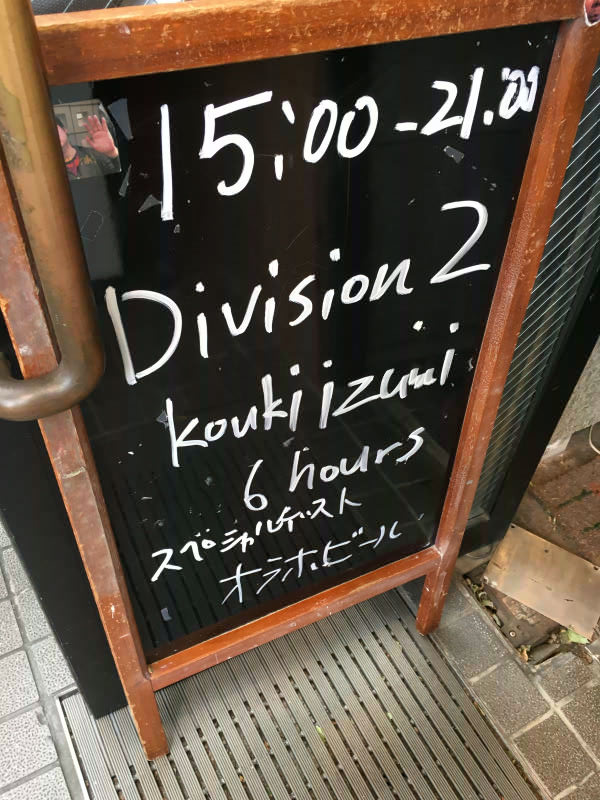 15:00-21:00
Division 2
kouki izumi
6 hours
スペシャルゲスト
オラホビール